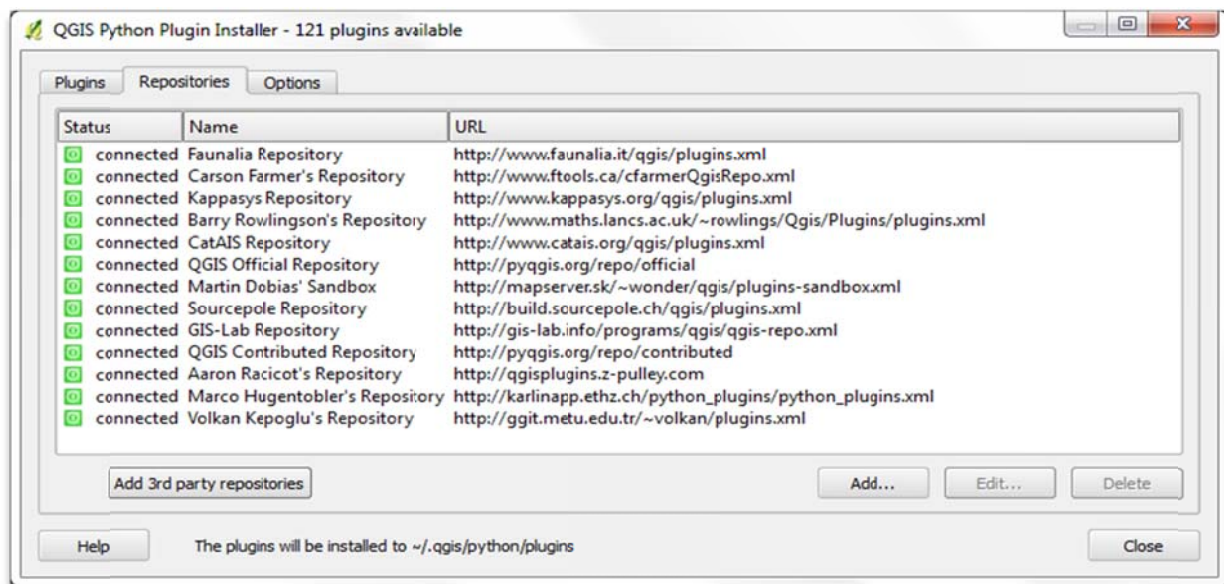 QGIS Python Plugin Installer - 121 plugins available
Plugins Repositories Options
Status Name URL
connected Faunalia Repository http://www.faunalia.it/qgis/plugins.xml
connected Carson Farmer's Repository http://www.ftools.ca/cfarmerQgisRepo.xml
connected Kappasys Repository http://www.kappasys.org/qgis/plugins.xml
connected Barry Rowlingson's Repository http://www.maths.lancs.ac.uk/~rowlings/Qgis/Plugins/plugins.xml
connected CatAIS Repository http://www.catais.org/qgis/plugins.xml
connected QGIS Official Repository http://pyqgis.org/repo/official
connected Martin Dobias' Sandbox http://mapserver.sk/~wonder/qgis/plugins-sandbox.xml
connected Sourcepole Repository http://build.sourcepole.ch/qgis/plugins.xml
connected GIS-Lab Repository http://gis-lab.info/programs/qgis/qgis-repo.xml
connected QGIS Contributed Repository http://pyqgis.org/repo/contributed
connected Aaron Racicot's Repository http://qgisplugins.z-pulley.com
connected Marco Hugentobler's Repository http://karlinapp.ethz.ch/python_plugins/python_plugins.xml
connected Volkan Kepoglu's Repository http://ggit.metu.edu.tr/~volkan/plugins.xml
Add 3rd party repositories Add... Edit... Delete
Help The plugins will be installed to ~/.qgis/python/plugins Close